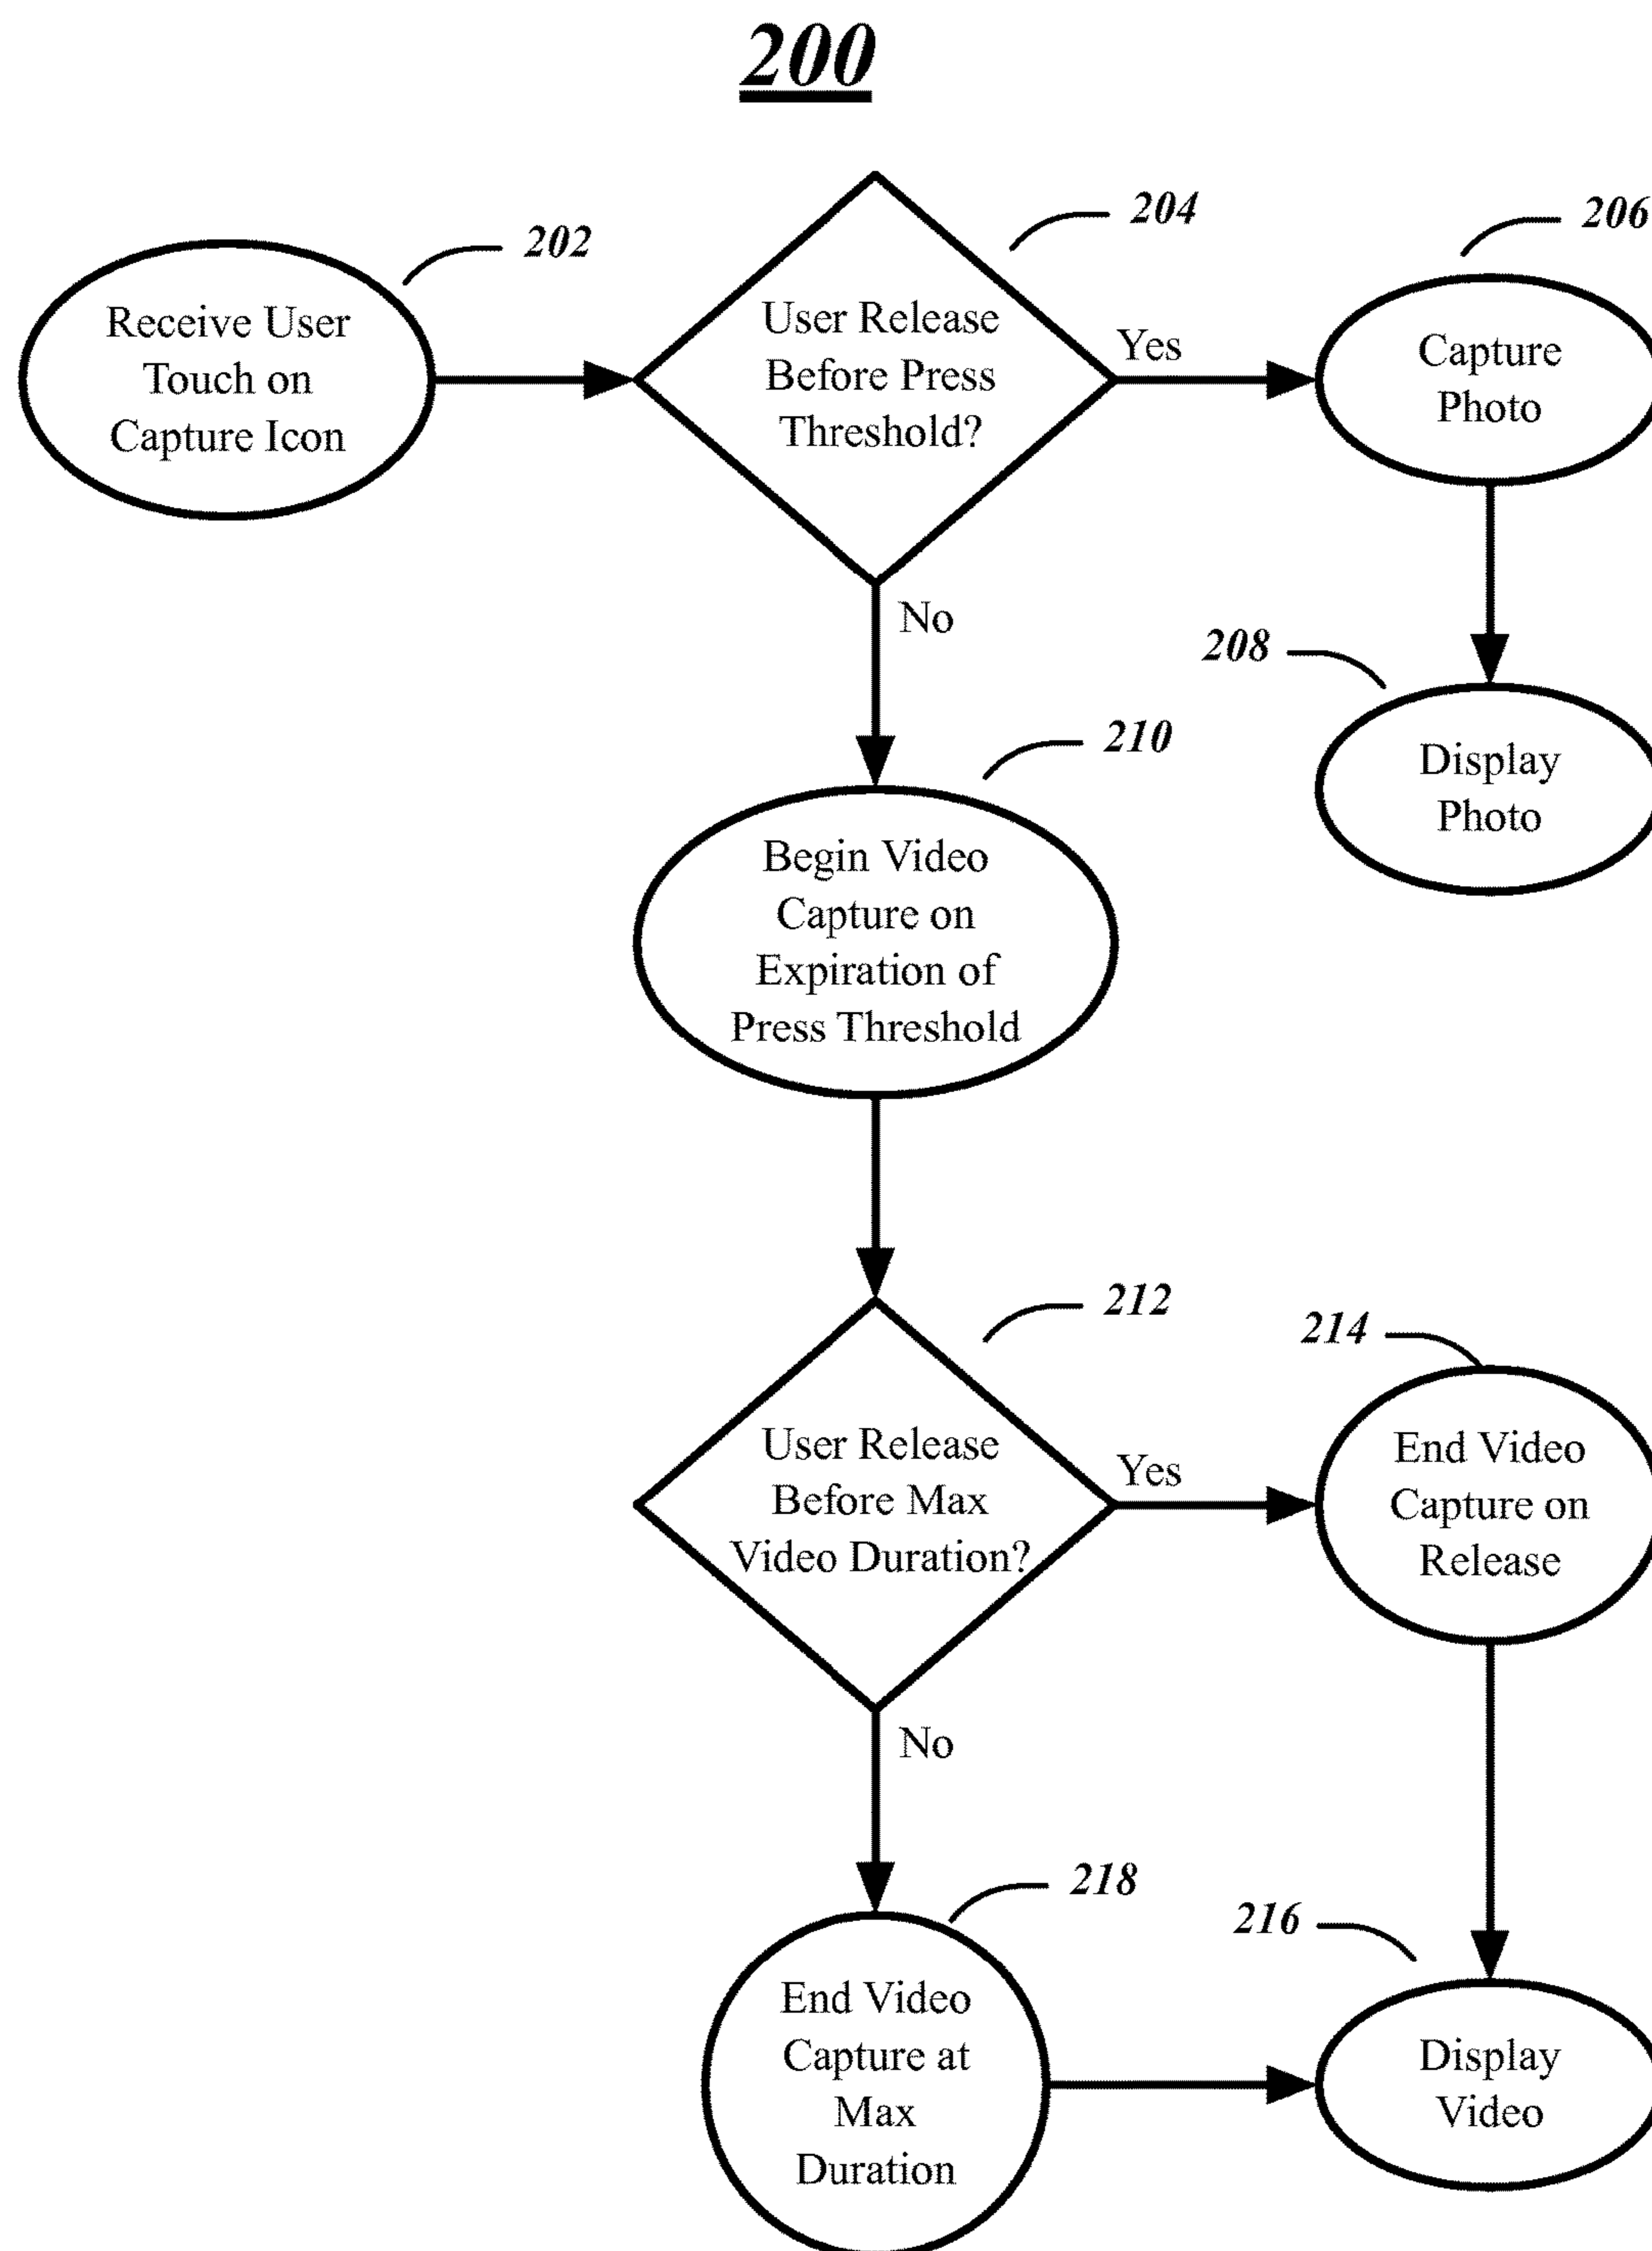 200
202
Receive User
Touch on
Capture Icon
204
User Release
Before Press
Threshold?
Yes
No
206
Capture
Photo
208
Display
Photo
210
Begin Video
Capture on
Expiration of
Press Threshold
212
User Release
Before Max
Video Duration?
Yes
No
214
End Video
Capture on
Release
218
End Video
Capture at
Max
Duration
216
Display
Video